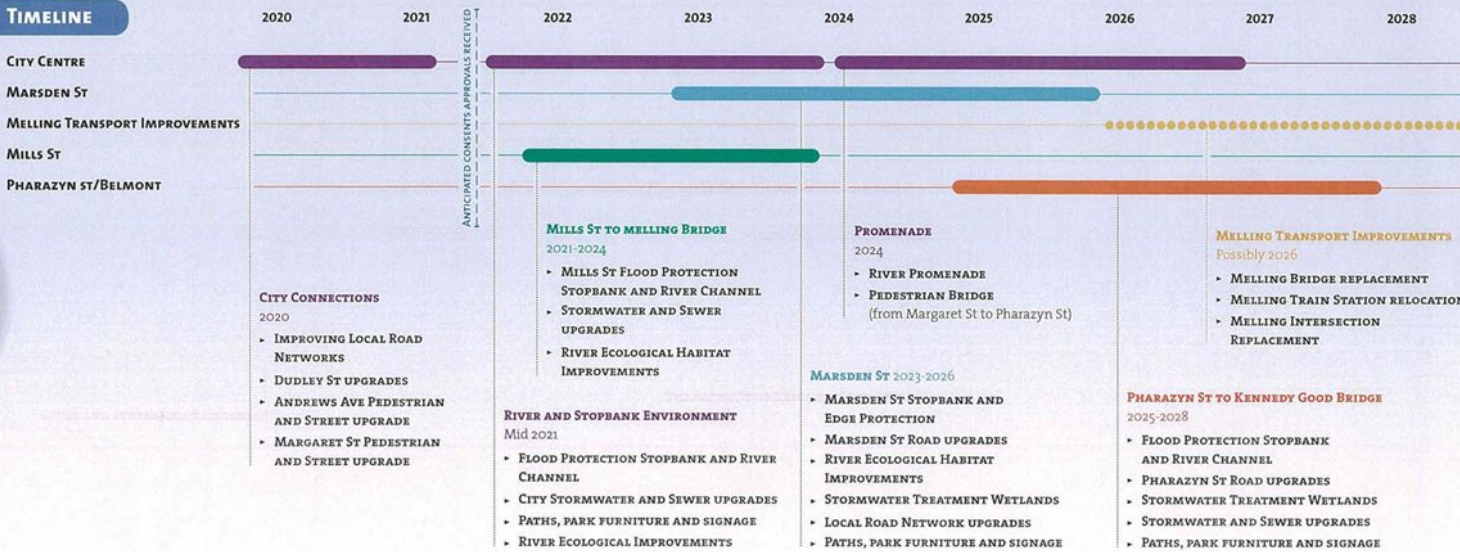 TIMELINE
2020 2021 2022 2023 2024 2025 2026 2027 2028
ANTICIPATED CONSENTS APPROVALS RECEIVED
CITY CENTRE
MARSDEN ST
MELLING TRANSPORT IMPROVEMENTS
MILLS ST
PHARAZYN ST/BELMONT
CITY CONNECTIONS
2020
‣ IMPROVING LOCAL ROAD
NETWORKS
‣ DUDLEY ST UPGRADES
‣ ANDREWS AVE PEDESTRIAN
AND STREET UPGRADE
‣ MARGARET ST PEDESTRIAN
AND STREET UPGRADE
MILLS ST TO MELLING BRIDGE
2021-2024
‣ MILLS ST FLOOD PROTECTION
STOPBANK AND RIVER CHANNEL
‣ STORMWATER AND SEWER
UPGRADES
‣ RIVER ECOLOGICAL HABITAT
IMPROVEMENTS
RIVER AND STOPBANK ENVIRONMENT
Mid 2021
‣ FLOOD PROTECTION STOPBANK AND RIVER
CHANNEL
‣ CITY STORMWATER AND SEWER UPGRADES
‣ PATHS, PARK FURNITURE AND SIGNAGE
‣ RIVER ECOLOGICAL IMPROVEMENTS
PROMENADE
2024
‣ RIVER PROMENADE
‣ PEDESTRIAN BRIDGE
(from Margaret St to Pharazyn St)
MARSDEN ST 2023-2026
‣ MARSDEN ST STOPBANK AND
EDGE PROTECTION
‣ MARSDEN ST ROAD UPGRADES
‣ RIVER ECOLOGICAL HABITAT
IMPROVEMENTS
‣ STORMWATER TREATMENT WETLANDS
‣ LOCAL ROAD NETWORK UPGRADES
‣ PATHS, PARK FURNITURE AND SIGNAGE
MELLING TRANSPORT IMPROVEMENTS
Possibly 2026
‣ MELLING BRIDGE REPLACEMENT
‣ MELLING TRAIN STATION RELOCATION
‣ MELLING INTERSECTION
REPLACEMENT
PHARAZYN ST TO KENNEDY GOOD BRIDGE
2025-2028
‣ FLOOD PROTECTION STOPBANK
AND RIVER CHANNEL
‣ PHARAZYN ST ROAD UPGRADES
‣ STORMWATER TREATMENT WETLANDS
‣ STORMWATER AND SEWER UPGRADES
‣ PATHS, PARK FURNITURE AND SIGNAGE